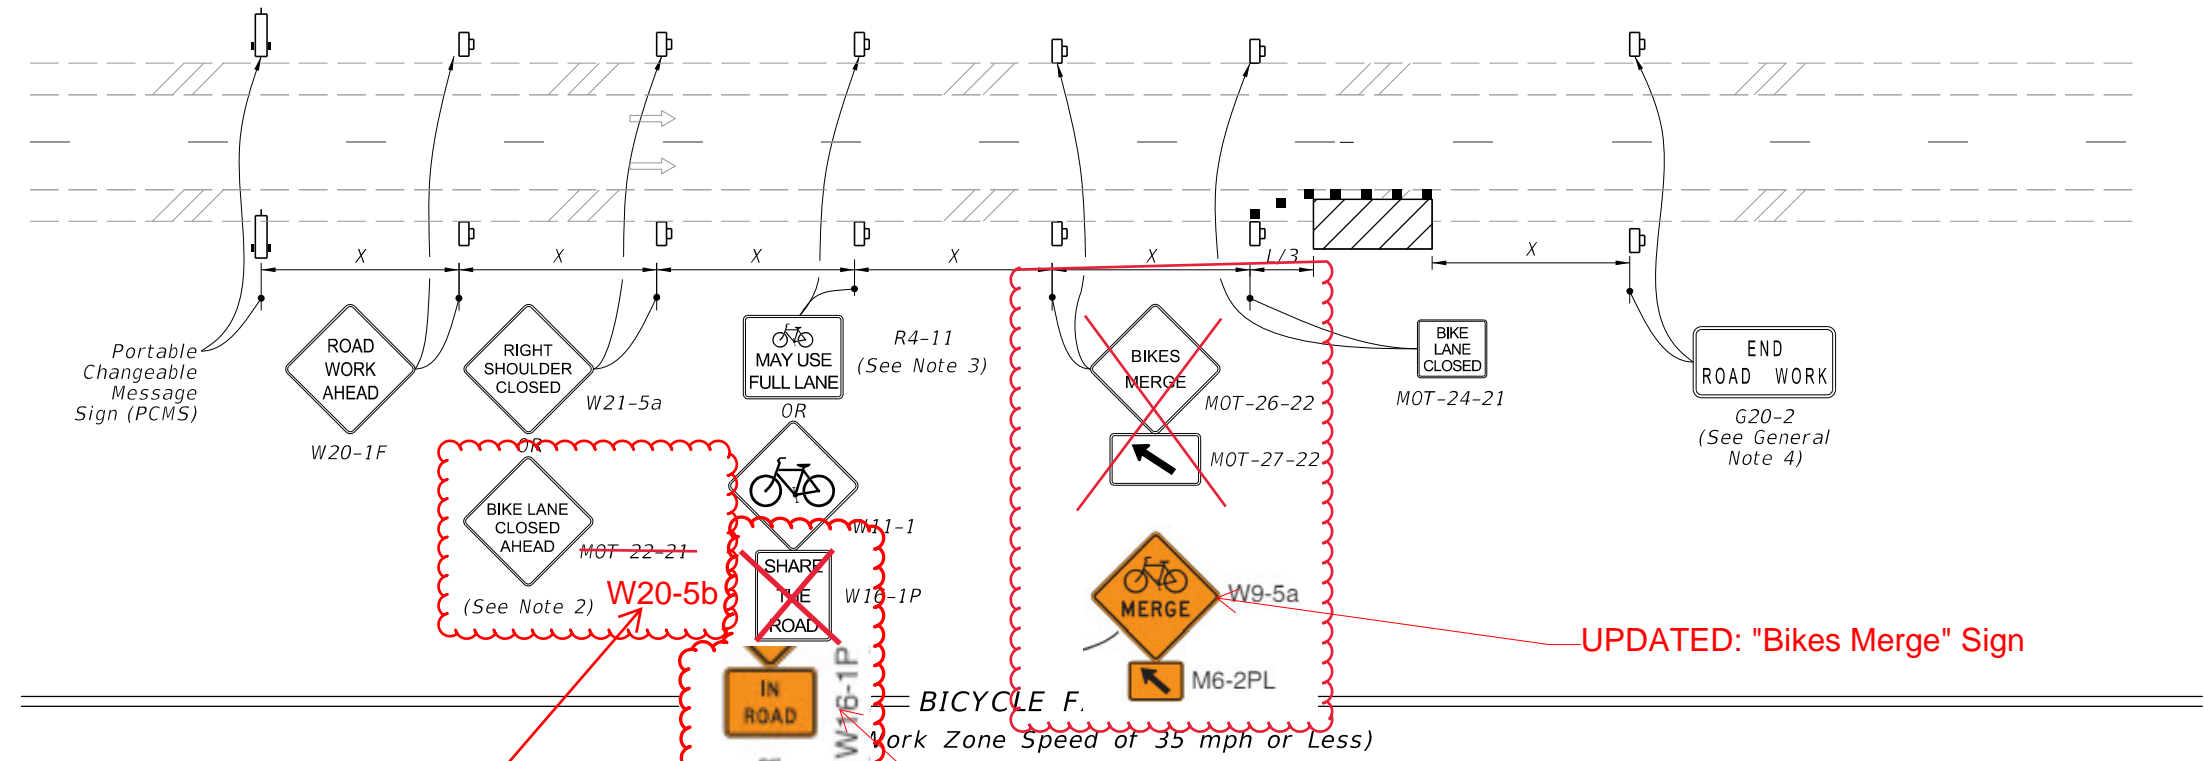 X
X
X
X
X
L/3
X
Portable
Changeable
Message
Sign (PCMS)
ROAD
WORK
AHEAD
W20-1F
RIGHT
SHOULDER
CLOSED
W21-5a
OR
BIKE LANE
CLOSED
AHEAD
MOT-22-21
(See Note 2)
W20-5b
MAY USE
FULL LANE
R4-11
(See Note 3)
OR
W11-1
SHARE
THE
ROAD
W16-1P
IN
ROAD
W16-1P
BIKES
MERGE
MOT-26-22
MOT-27-22
MERGE
W9-5a
M6-2PL
UPDATED: "Bikes Merge" Sign
BIKE
LANE
CLOSED
MOT-24-21
END
ROAD WORK
G20-2
(See General
Note 4)
BICYCLE
Work Zone Speed of 35 mph or Less)